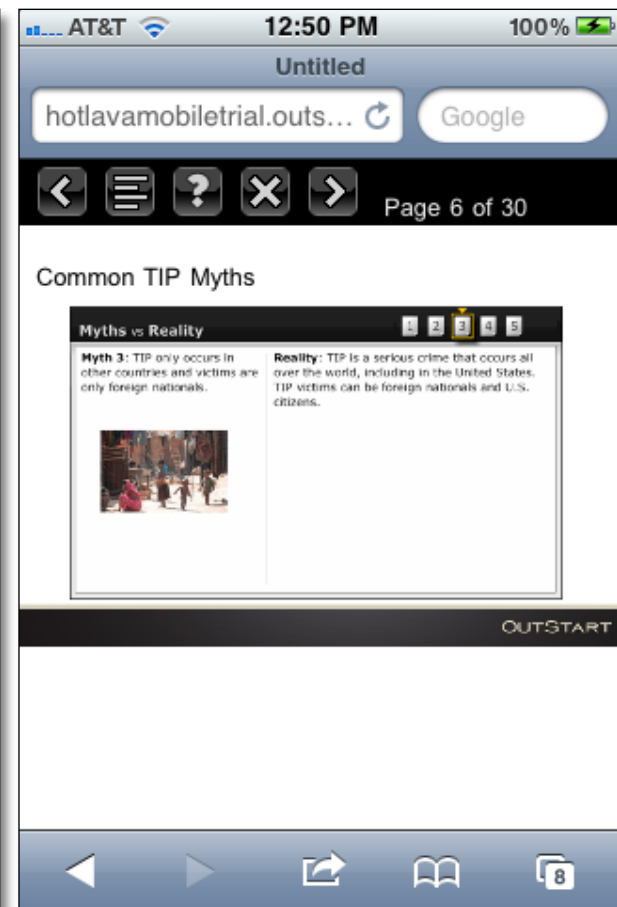 AT&T 12:50 PM 100%
Untitled
hotlavamobiletrial.outs... Google
? Page 6 of 30
Common TIP Myths
Myths vs Reality 1 2 3 4 5
Myth 3: TIP only occurs in
other countries and victims are
only foreign nationals.
Reality: TIP is a serious crime that occurs all
over the world, including in the United States.
TIP victims can be foreign nationals and U.S.
citizens.
OUTSTART
8